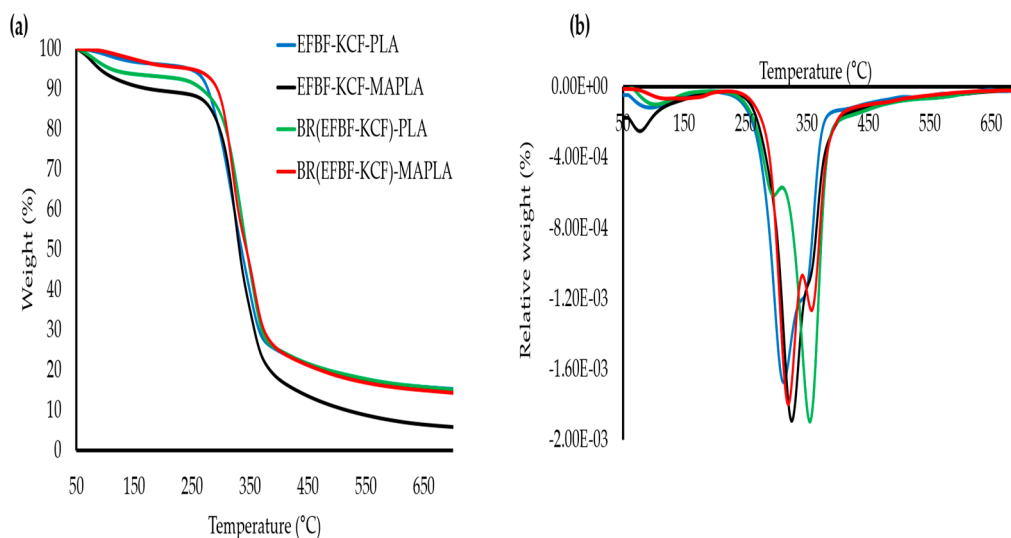 (a)
100
90
80
70
60
50
40
30
20
10
0
Weight (%)
50 150 250 350 450 550 650
Temperature (°C)
EFBF-KCF-PLA
EFBF-KCF-MAPLA
BR(EFBF-KCF)-PLA
BR(EFBF-KCF)-MAPLA
(b)
Temperature (°C)
0.00E+00
50 150 250 350 450 550 650
-4.00E-04
-8.00E-04
-1.20E-03
-1.60E-03
-2.00E-03
Relative weight (%)